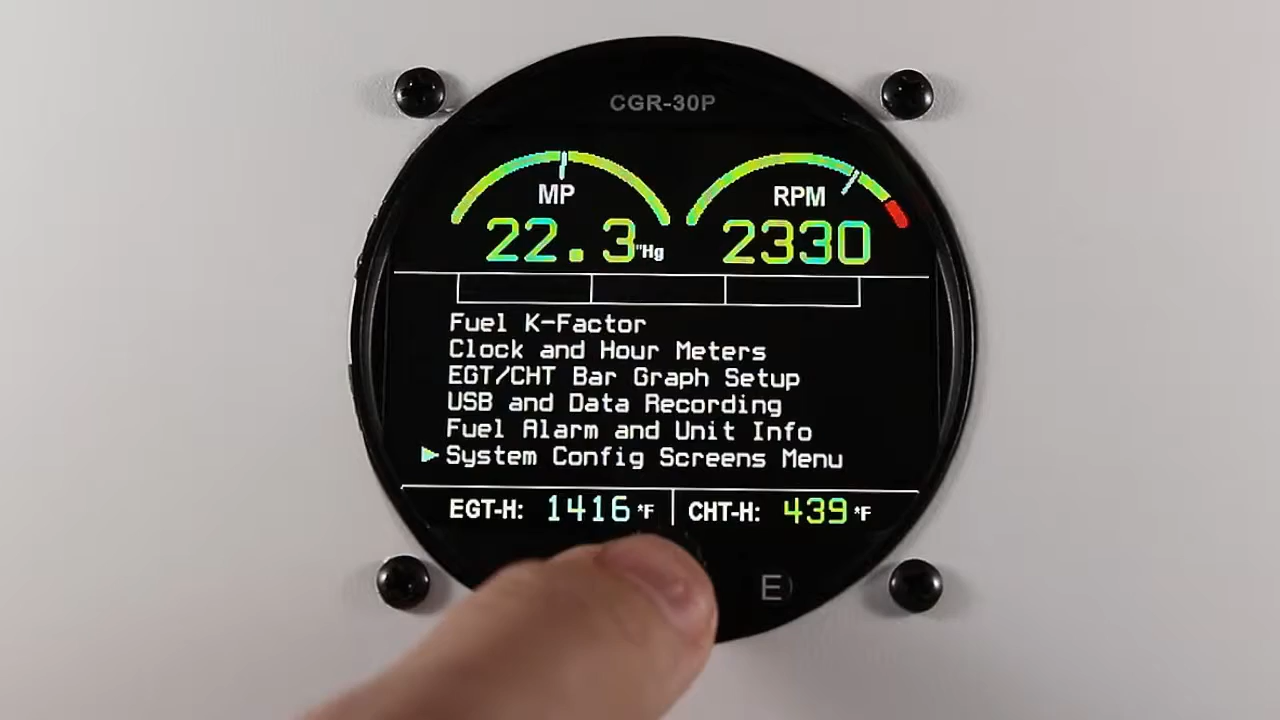 CGR-30P
MP
22.3"Hg
RPM
2330
Fuel K-Factor
Clock and Hour Meters
EGT/CHT Bar Graph Setup
USB and Data Recording
Fuel Alarm and Unit Info
►System Config Screens Menu
EGT-H: 1416 °F
CHT-H: 439 °F
E